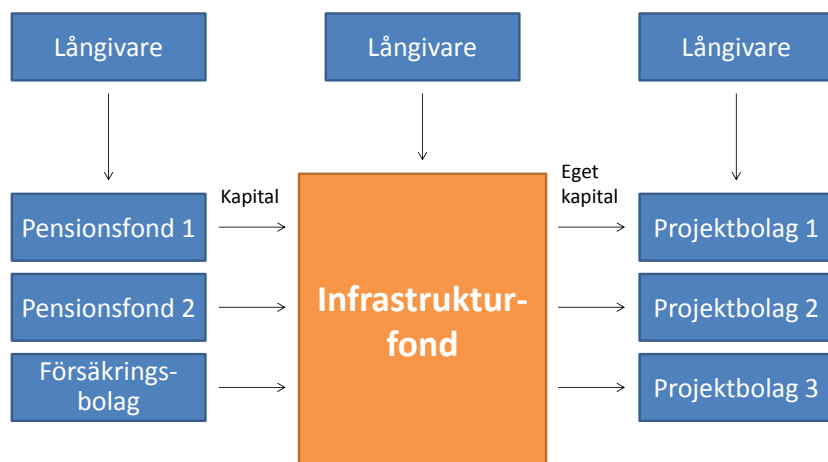 Långivare
Långivare
Långivare
Kapital
Eget
kapital
Pensionsfond 1
Pensionsfond 2
Försäkrings-
bolag
Infrastruktur-
fond
Projektbolag 1
Projektbolag 2
Projektbolag 3